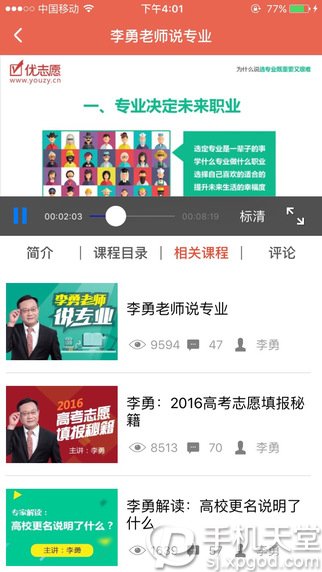 中国移动 下午4:01 81%
李勇老师说专业
优志愿
www.youzy.cn
为什么说选专业既重要又很难
一、专业决定未来职业
选定专业是一辈子的事
学什么专业做什么职业
选择自己喜欢的合适的
提升未来生活的幸福度
00:02:03 00:08:19 标清
简介 | 课程目录 | 相关课程 | 评论
李勇老师
说专业
李勇老师说专业
9594 47 李勇
2016
高考志愿
填报秘籍
主讲：李勇
李勇：2016高考志愿填报秘
籍
8513 70 李勇
专家解读：
高校更名说明了什么？
主讲：李勇
李勇解读：高校更名说明了
什么
1639 57 李勇
手机天堂
sj.xpgod.com